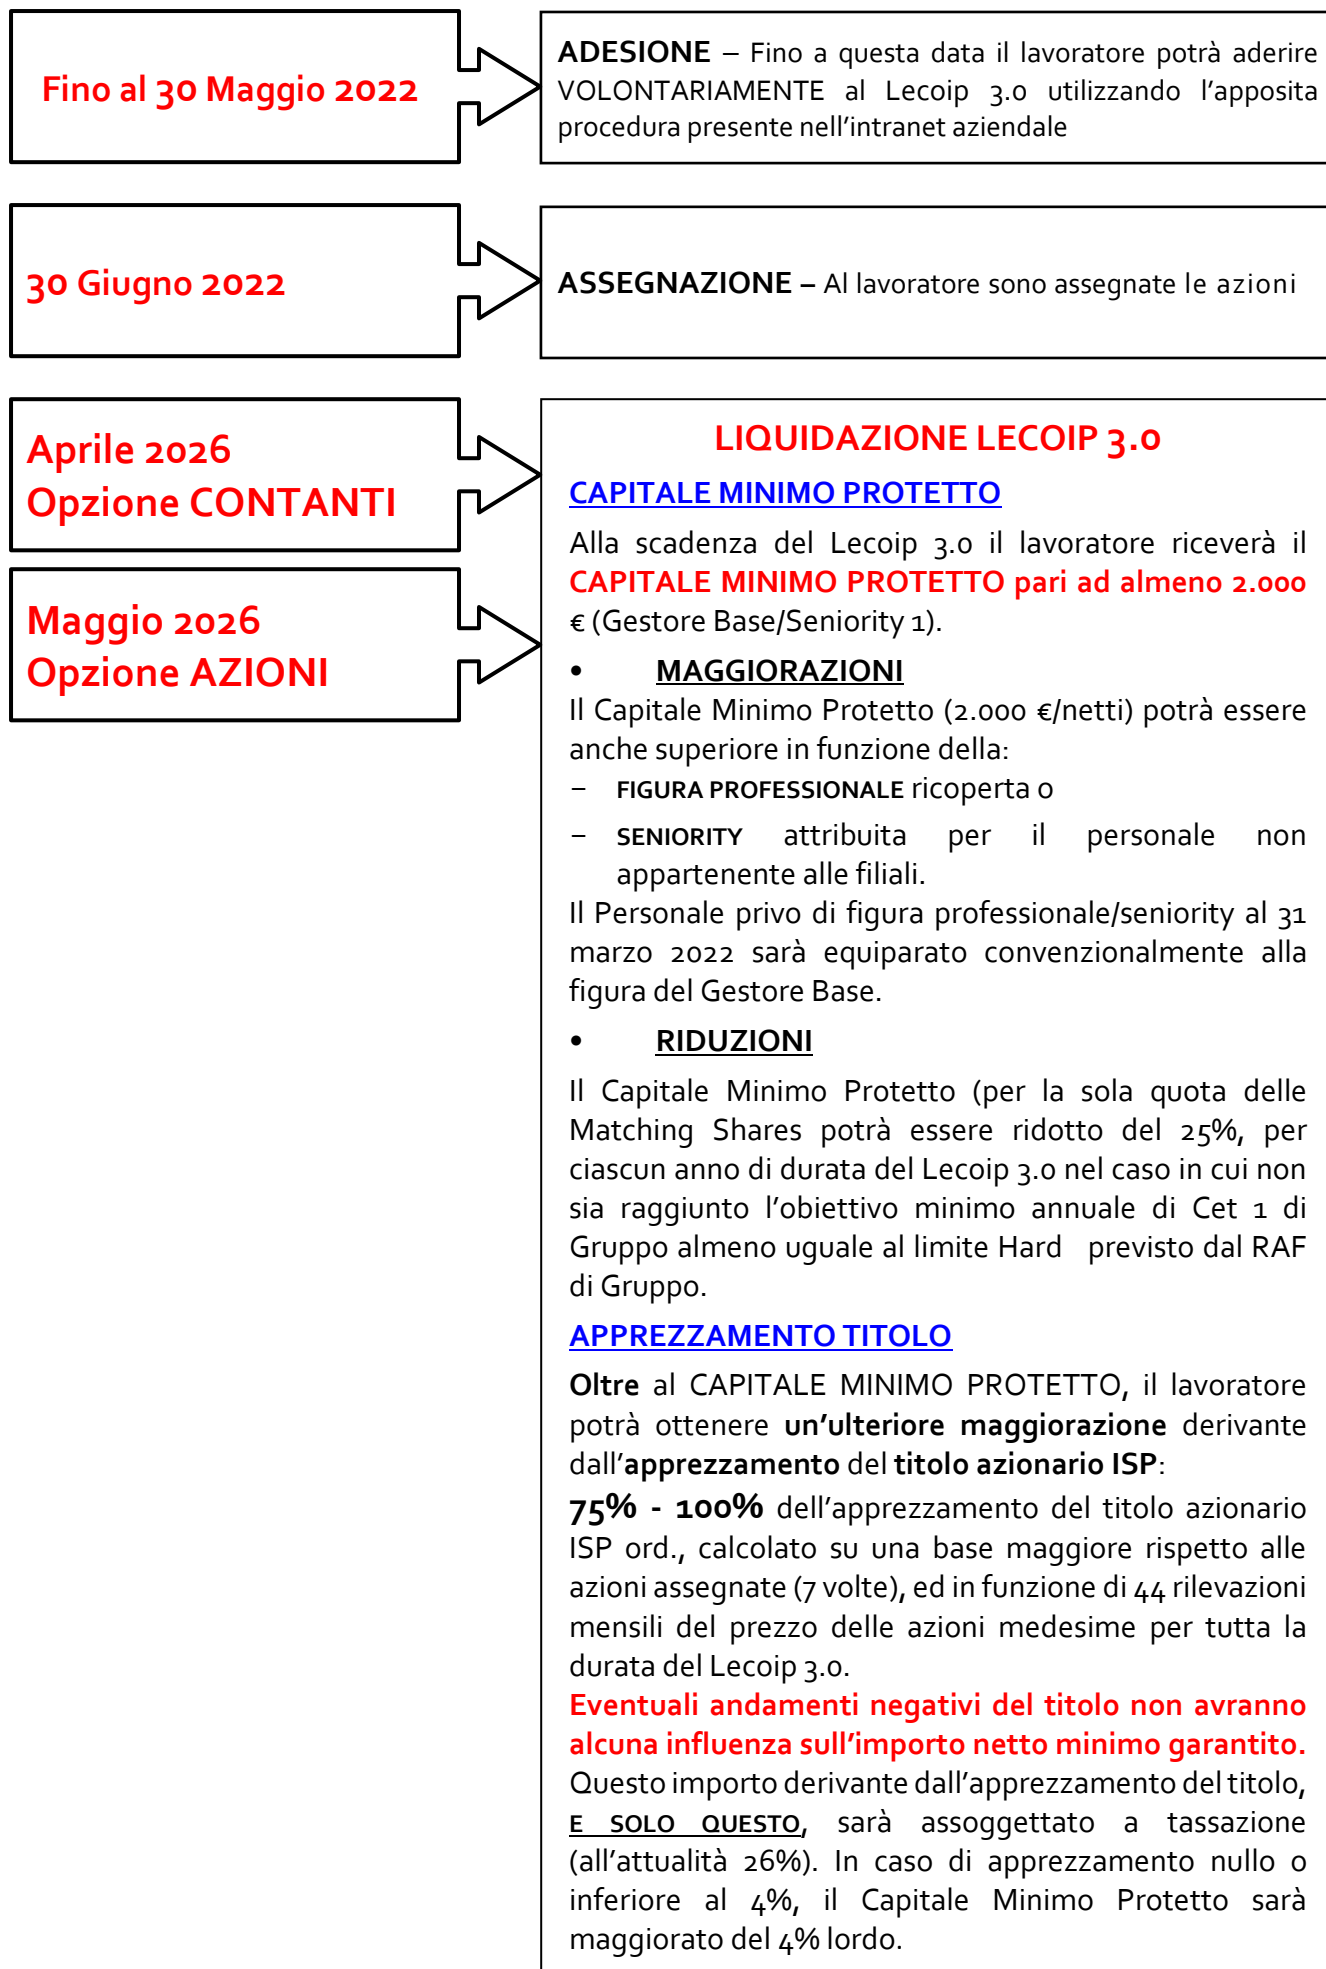 Fino al 30 Maggio 2022
ADESIONE – Fino a questa data il lavoratore potrà aderire
VOLONTARIAMENTE al Lecoip 3.0 utilizzando l'apposita
procedura presente nell'intranet aziendale
30 Giugno 2022
ASSEGNAZIONE – Al lavoratore sono assegnate le azioni
Aprile 2026
Opzione CONTANTI
Maggio 2026
Opzione AZIONI
LIQUIDAZIONE LECOIP 3.0
CAPITALE MINIMO PROTETTO
Alla scadenza del Lecoip 3.0 il lavoratore riceverà il
CAPITALE MINIMO PROTETTO pari ad almeno 2.000
€ (Gestore Base/Seniority 1).
• MAGGIORAZIONI
Il Capitale Minimo Protetto (2.000 €/netti) potrà essere
anche superiore in funzione della:
– FIGURA PROFESSIONALE ricoperta o
– SENIORITY attribuita per il personale non
appartenente alle filiali.
Il Personale privo di figura professionale/seniority al 31
marzo 2022 sarà equiparato convenzionalmente alla
figura del Gestore Base.
• RIDUZIONI
Il Capitale Minimo Protetto (per la sola quota delle
Matching Shares potrà essere ridotto del 25%, per
ciascun anno di durata del Lecoip 3.0 nel caso in cui non
sia raggiunto l'obiettivo minimo annuale di Cet 1 di
Gruppo almeno uguale al limite Hard previsto dal RAF
di Gruppo.
APPREZZAMENTO TITOLO
Oltre al CAPITALE MINIMO PROTETTO, il lavoratore
potrà ottenere un'ulteriore maggiorazione derivante
dall'apprezzamento del titolo azionario ISP:
75% - 100% dell'apprezzamento del titolo azionario
ISP ord., calcolato su una base maggiore rispetto alle
azioni assegnate (7 volte), ed in funzione di 44 rilevazioni
mensili del prezzo delle azioni medesime per tutta la
durata del Lecoip 3.0.
Eventuali andamenti negativi del titolo non avranno
alcuna influenza sull'importo netto minimo garantito.
Questo importo derivante dall'apprezzamento del titolo,
E SOLO QUESTO, sarà assoggettato a tassazione
(all'attualità 26%). In caso di apprezzamento nullo o
inferiore al 4%, il Capitale Minimo Protetto sarà
maggiorato del 4% lordo.